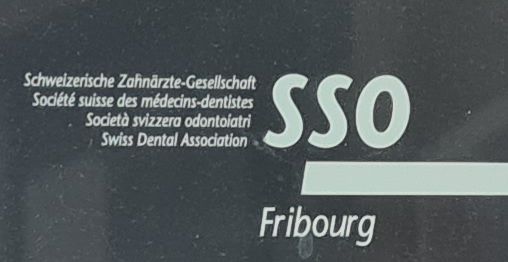 Schweizerische Zahnärzte-Gesellschaft
Société suisse des médecins-dentistes
Società svizzera odontoiatri
Swiss Dental Association
SSO
Fribourg